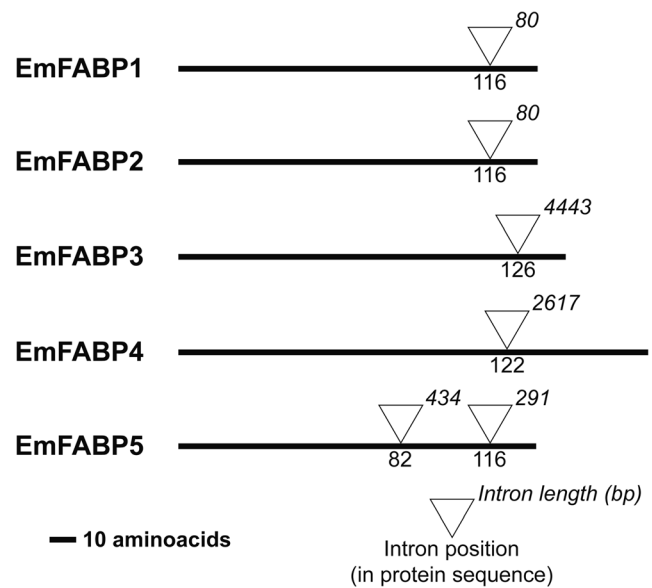 80
EmFABP1
116
80
EmFABP2
116
4443
EmFABP3
126
2617
EmFABP4
122
434 291
EmFABP5
82 116
Intron length (bp)
10 aminoacids
Intron position
(in protein sequence)